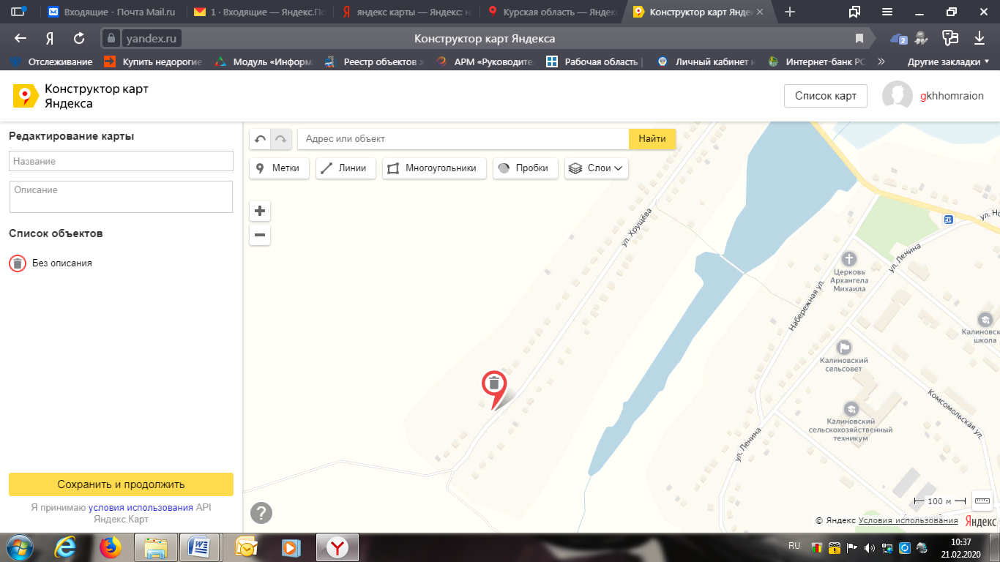 Входящие - Почта Mail.ru
1 · Входящие — Яндекс.По
яндекс карты — Яндекс: н
Курская область — Яндек
Конструктор карт Янде
yandex.ru
Конструктор карт Яндекса
2
Отслеживание
Купить недорогие
Модуль «Информ
Реестр объектов ж
АРМ «Руководите
Рабочая область |
Личный кабинет н
Интернет-банк РС
»
Другие закладки
Конструктор карт
Яндекса
Список карт
gkhhomraion
Редактирование карты
Название
Описание
Список объектов
Без описания
Сохранить и продолжить
Я принимаю условия использования API
Яндекс.Карт
Адрес или объект
Найти
Метки
Линии
Многоугольники
Пробки
Слои
ул. Хрущёва
ул. Но
ул. Ленина
Церковь
Архангела
Михаила
Набережная ул.
Калиновск
школа
Калиновский
сельсовет
Комсомольская ул.
Калиновский
сельскохозяйственный
техникум
ул. Ленина
100 м
?
© Яндекс Условия использования
Яндекс
RU
10:37
21.02.2020